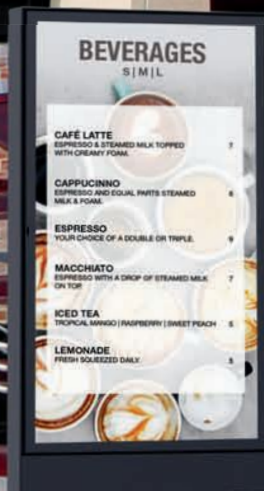 BEVERAGES
S|M|L
CAFÉ LATTE
ESPRESSO & STEAMED MILK TOPPED 7
WITH CREAMY FOAM.
CAPPUCINNO
ESPRESSO AND EQUAL PARTS STEAMED
MILK & FOAM.
ESPRESSO
YOUR CHOICE OF A DOUBLE OR TRIPLE.
MACCHIATO
ESPRESSO WITH A DROP OF STEAMED MILK 7
ON TOP.
ICED TEA
TROPICAL MANGO | RASPBERRY | SWEET PEACH
LEMONADE
FRESH SQUEEZED DAILY.